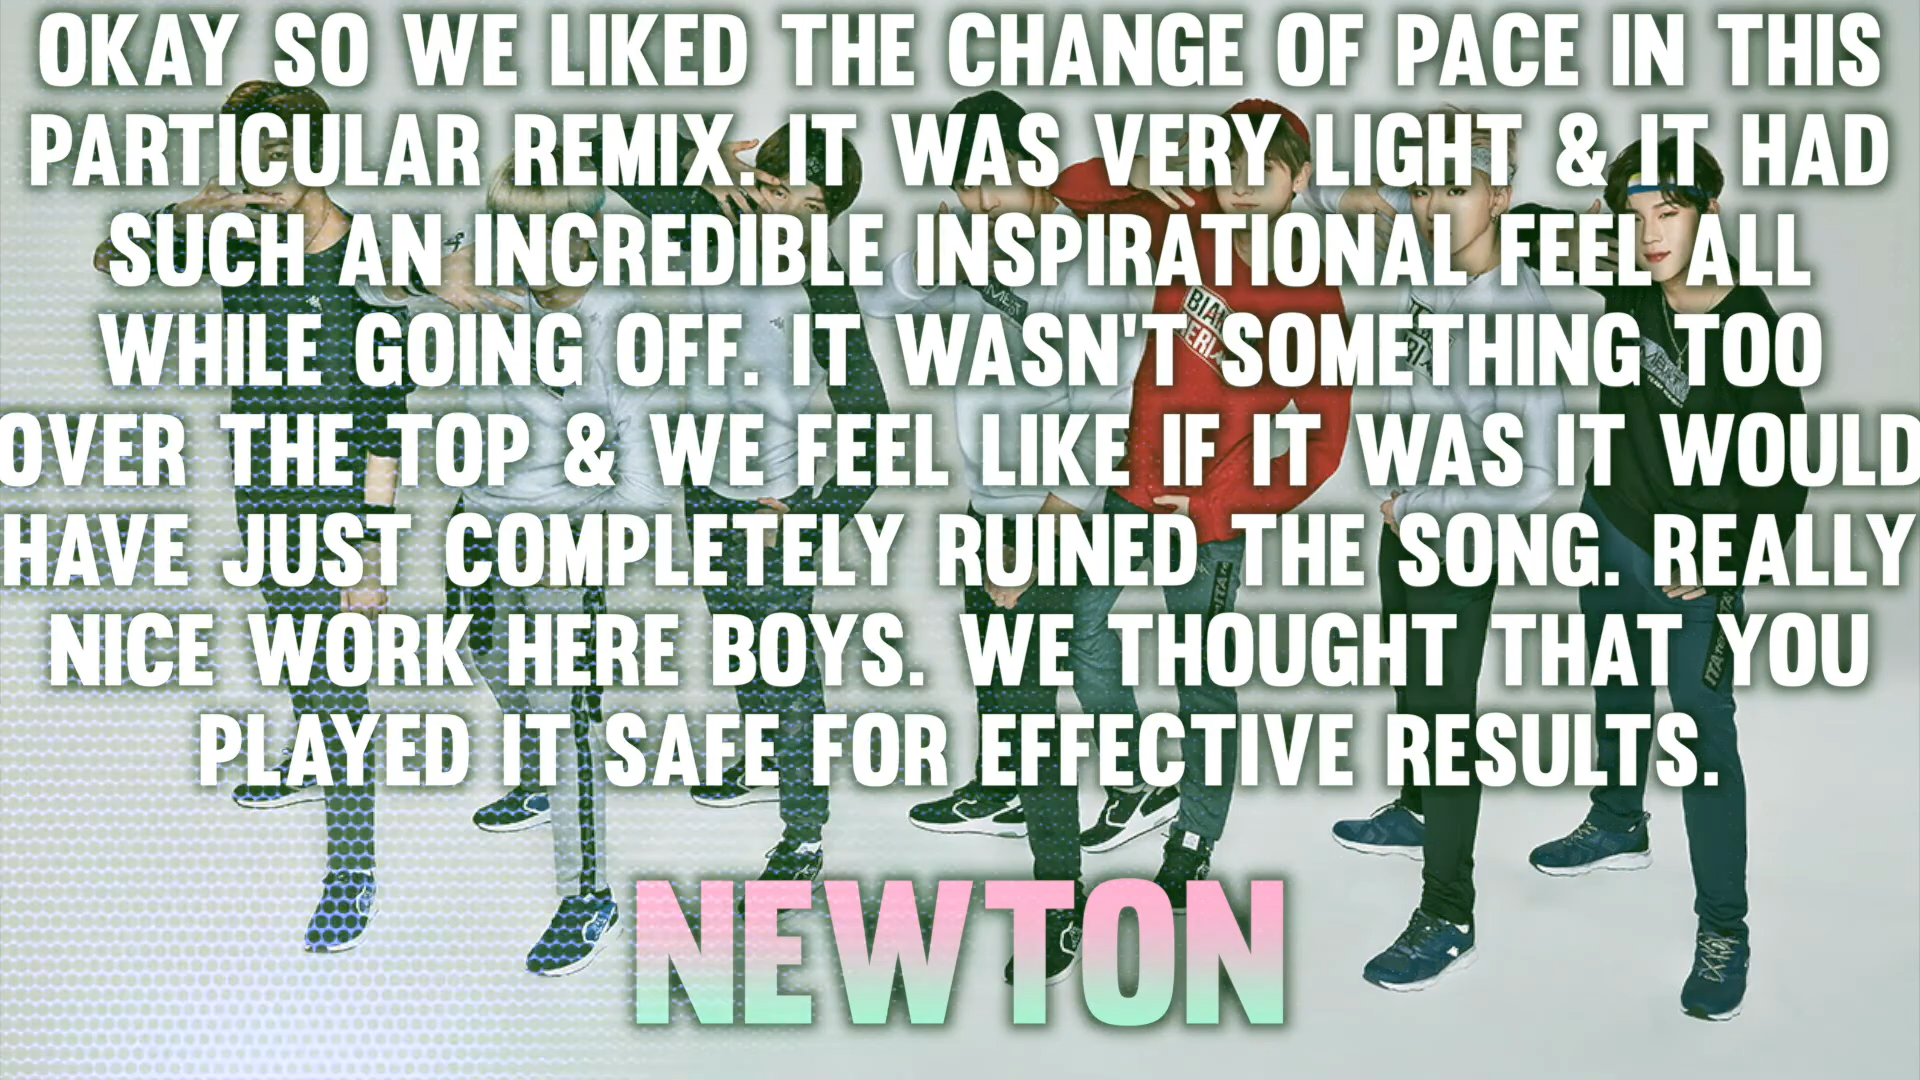 OKAY SO WE LIKED THE CHANGE OF PACE IN THIS
PARTICULAR REMIX. IT WAS VERY LIGHT & IT HAD
SUCH AN INCREDIBLE INSPIRATIONAL FEEL ALL
WHILE GOING OFF. IT WASN'T SOMETHING TOO
OVER THE TOP & WE FEEL LIKE IF IT WAS IT WOULD
HAVE JUST COMPLETELY RUINED THE SONG. REALLY
NICE WORK HERE BOYS. WE THOUGHT THAT YOU
PLAYED IT SAFE FOR EFFECTIVE RESULTS.
NEWTON